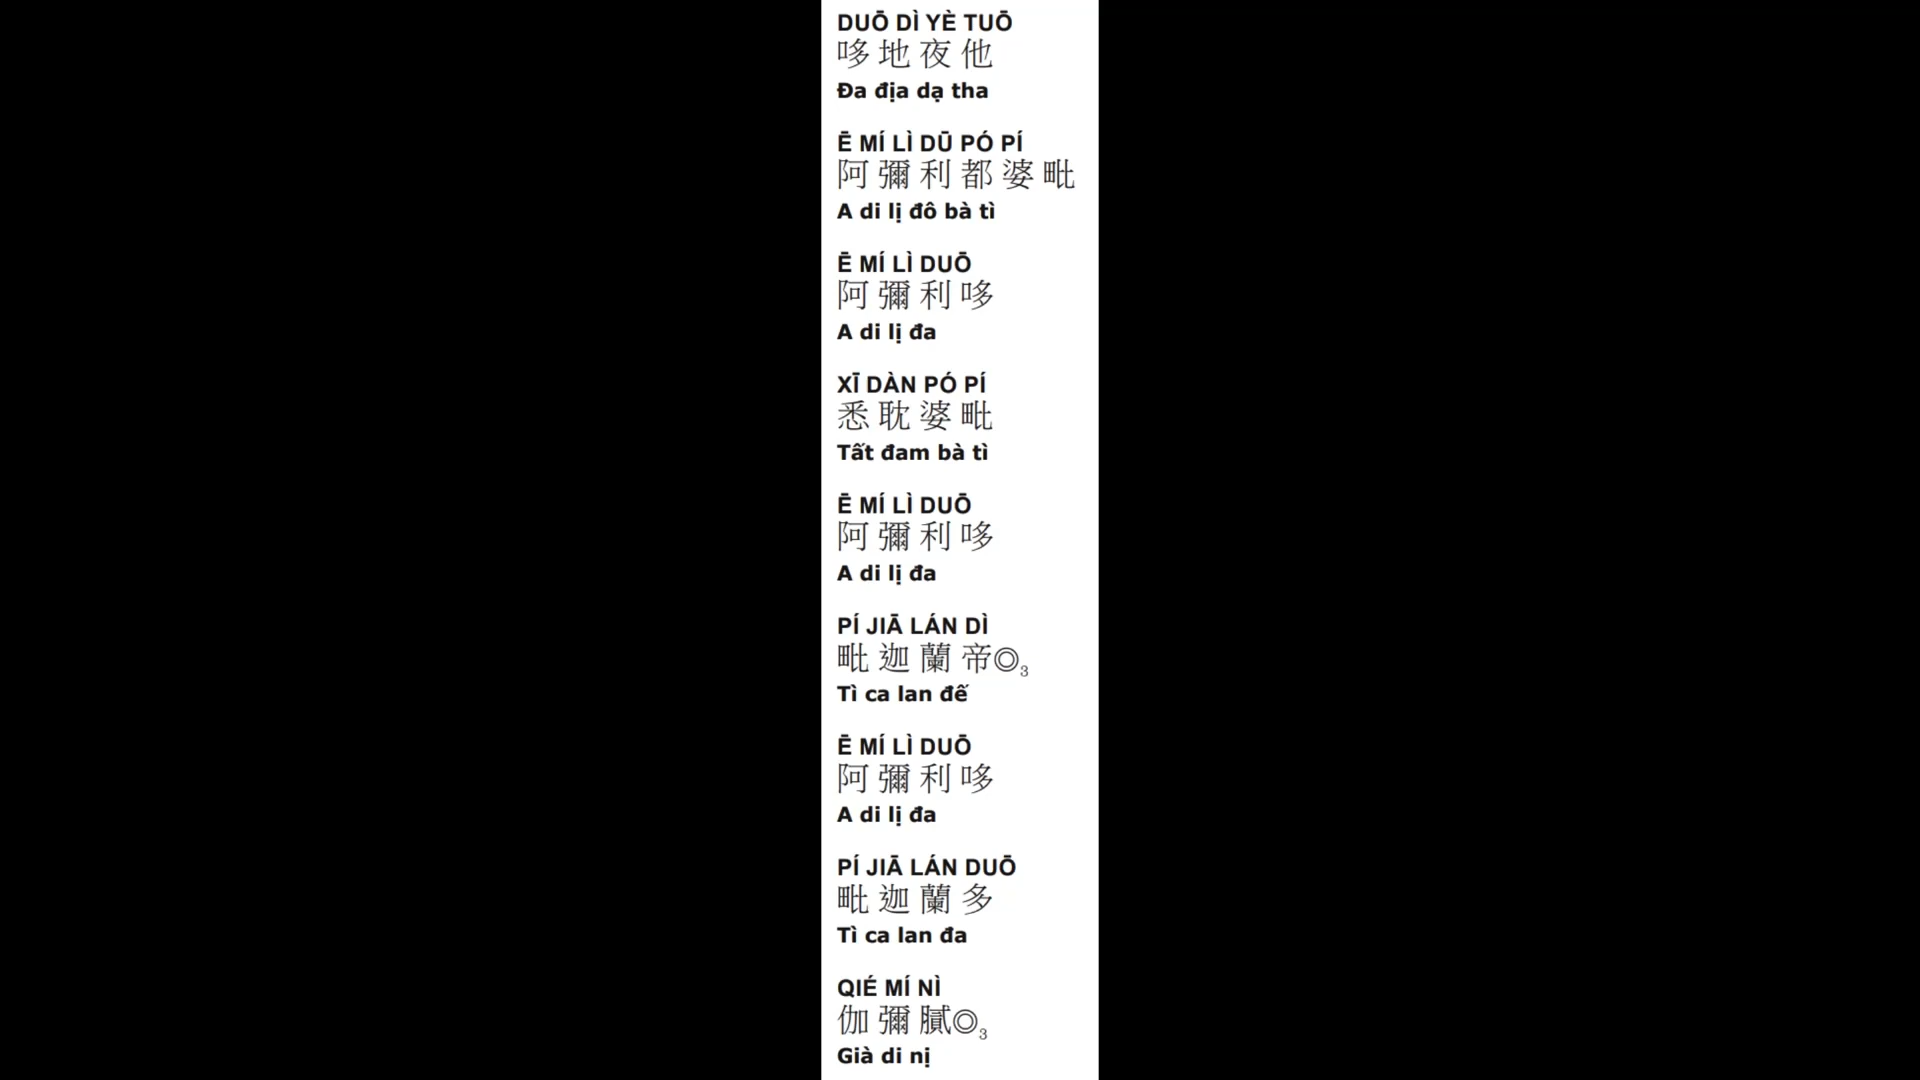 DUŌ DÌ YÈ TUŌ
哆地夜他
Đa địa dạ tha
Ē MÍ LÌ DŪ PÓ PÍ
阿彌利都婆毗
A di lị đô bà tì
Ē MÍ LÌ DUŌ
阿彌利哆
A di lị đa
XĪ DÀN PÓ PÍ
悉耽婆毗
Tất đam bà tì
Ē MÍ LÌ DUŌ
阿彌利哆
A di lị đa
PÍ JIĀ LÁN DÌ
毗迦蘭帝◎3
Tì ca lan đế
Ē MÍ LÌ DUŌ
阿彌利哆
A di lị đa
PÍ JIĀ LÁN DUŌ
毗迦蘭多
Tì ca lan đa
QIÉ MÍ NÌ
伽彌膩◎3
Già di nị